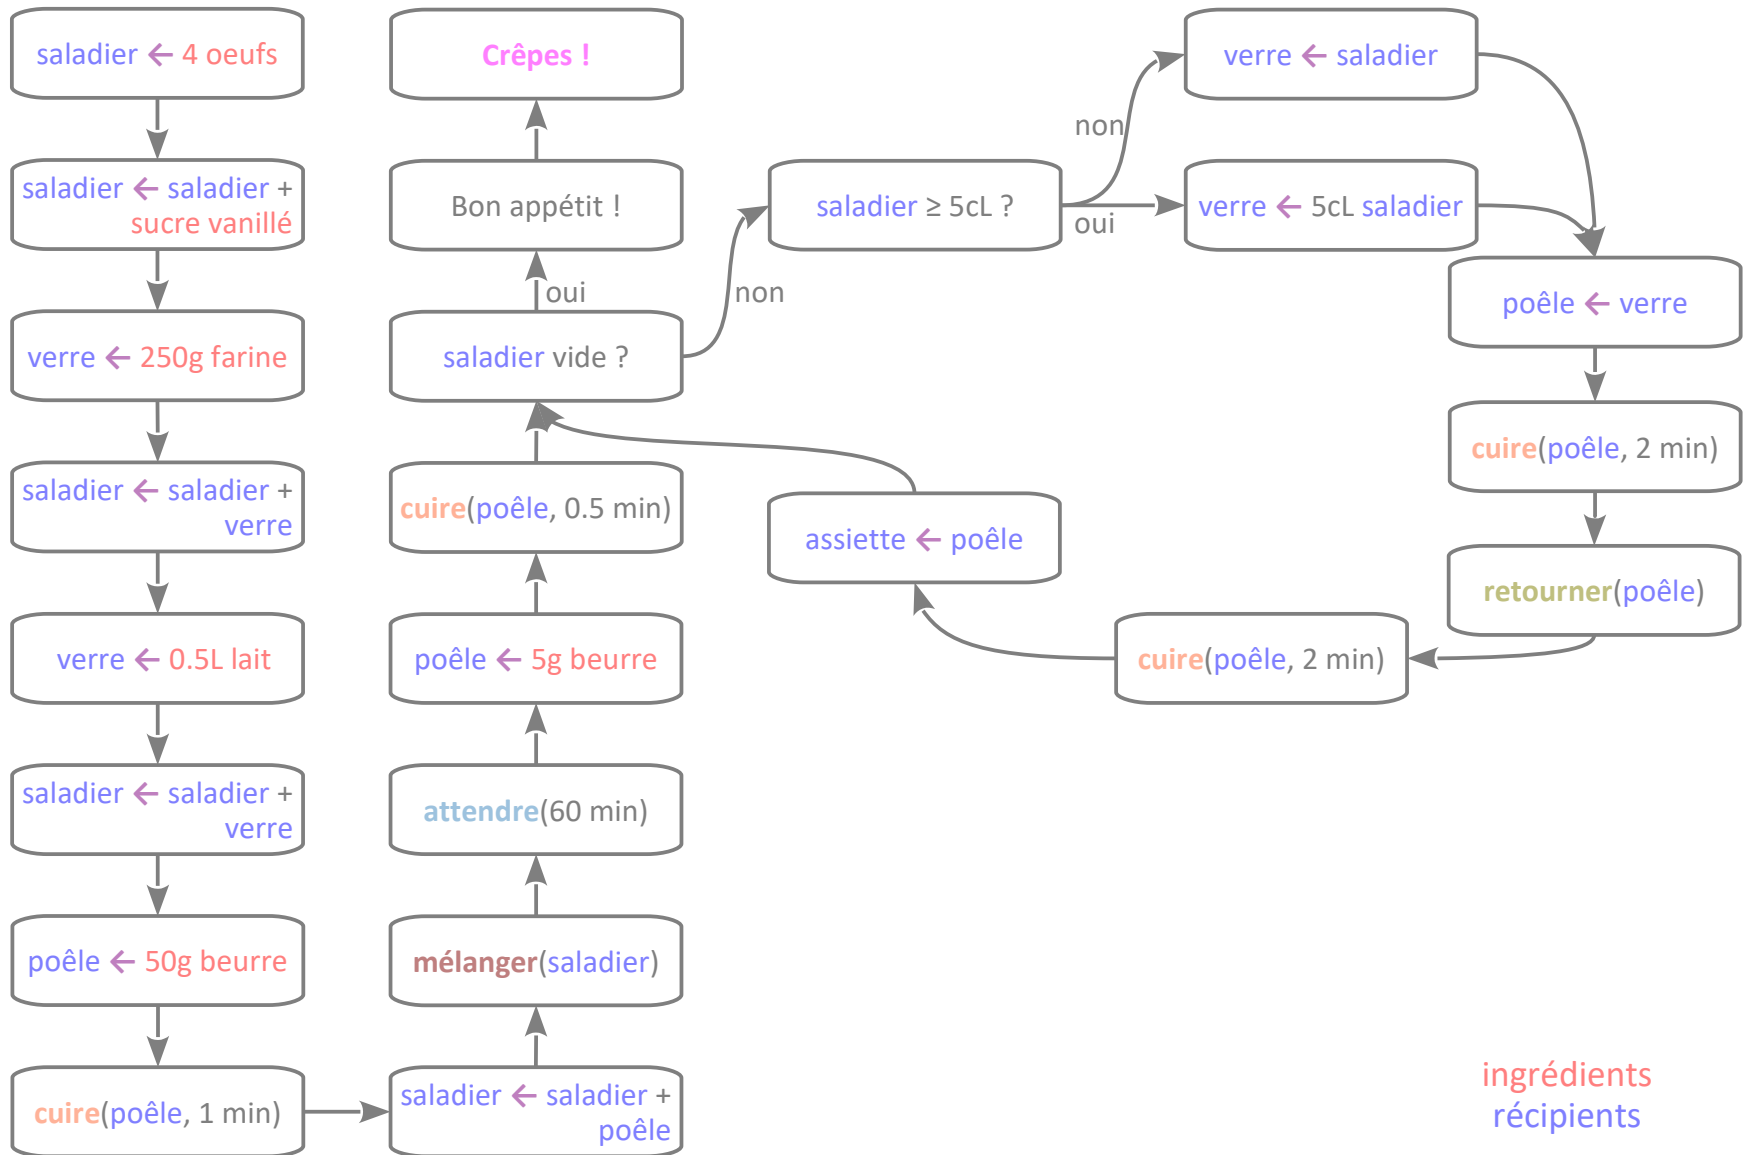 saladier ← 4 oeufs
saladier ← saladier +
sucre vanillé
verre ← 250g farine
saladier ← saladier +
verre
verre ← 0.5L lait
saladier ← saladier +
verre
poêle ← 50g beurre
cuire(poêle, 1 min)
saladier ← saladier +
poêle
mélanger(saladier)
attendre(60 min)
poêle ← 5g beurre
cuire(poêle, 0.5 min)
saladier vide ?
oui
Bon appétit !
Crêpes !
non
saladier ≥ 5cL ?
non
verre ← saladier
oui
verre ← 5cL saladier
poêle ← verre
cuire(poêle, 2 min)
retourner(poêle)
cuire(poêle, 2 min)
assiette ← poêle
ingrédients
récipients